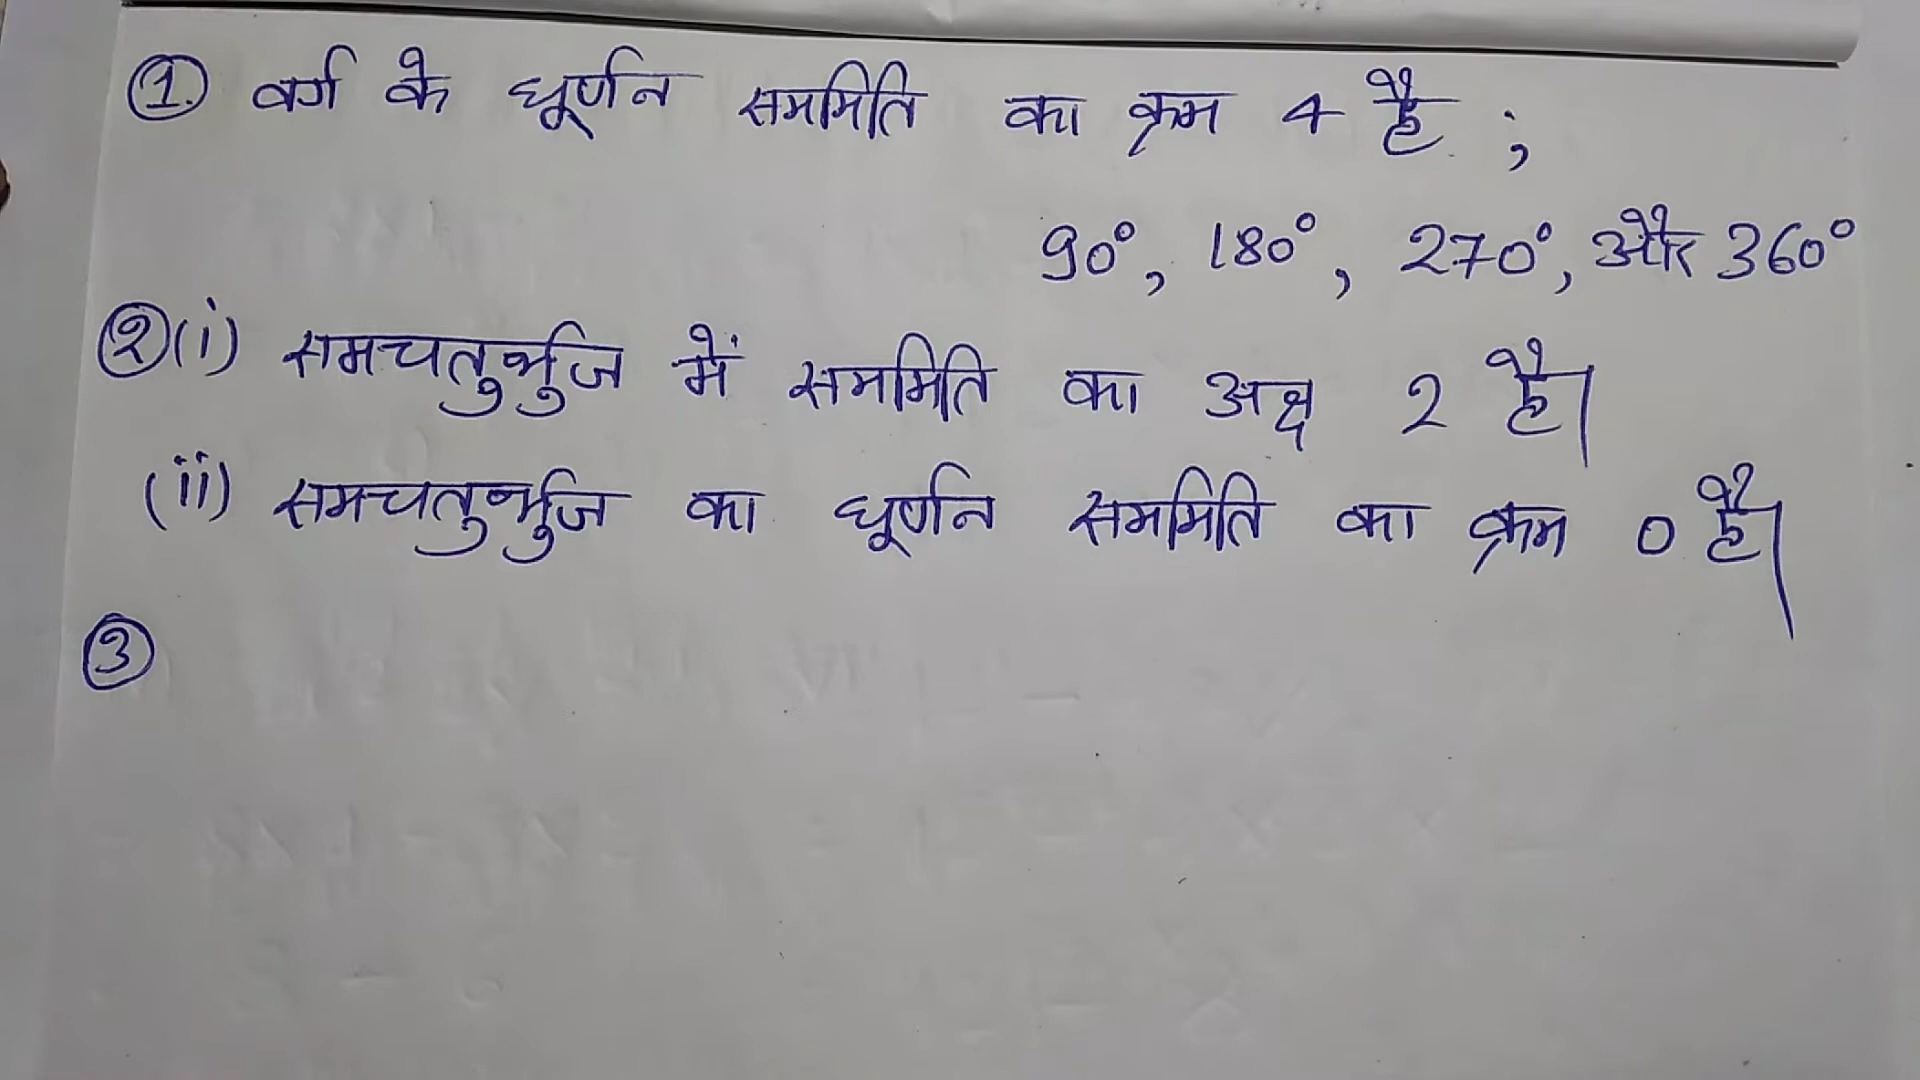 ① वर्ग के घूर्णन सममिति का क्रम 4 है ;
90°, 180°, 270°, और 360°
② (i) समचतुर्भुज में सममिति का अक्ष 2 है।
(ii) समचतुर्भुज का घूर्णन सममिति का क्रम 0 है।
③